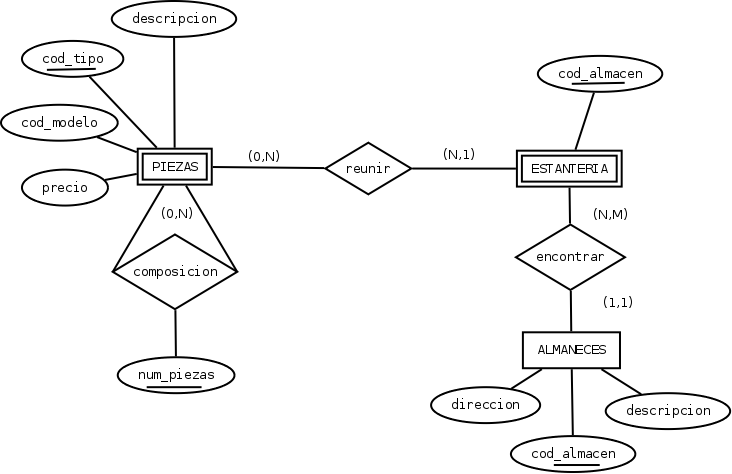 descripcion
cod_tipo
cod_modelo
precio
PIEZAS
(0,N)
reunir
(N,1)
cod_almacen
ESTANTERIA
(0,N)
composicion
num_piezas
(N,M)
encontrar
(1,1)
ALMANECES
direccion
descripcion
cod_almacen